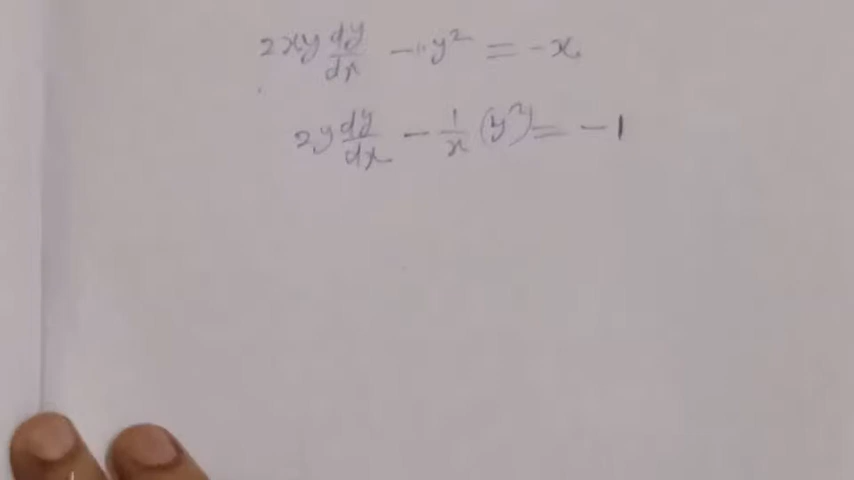 2xy dy/dx - y² = -x
2y dy/dx - 1/x (y²) = -1